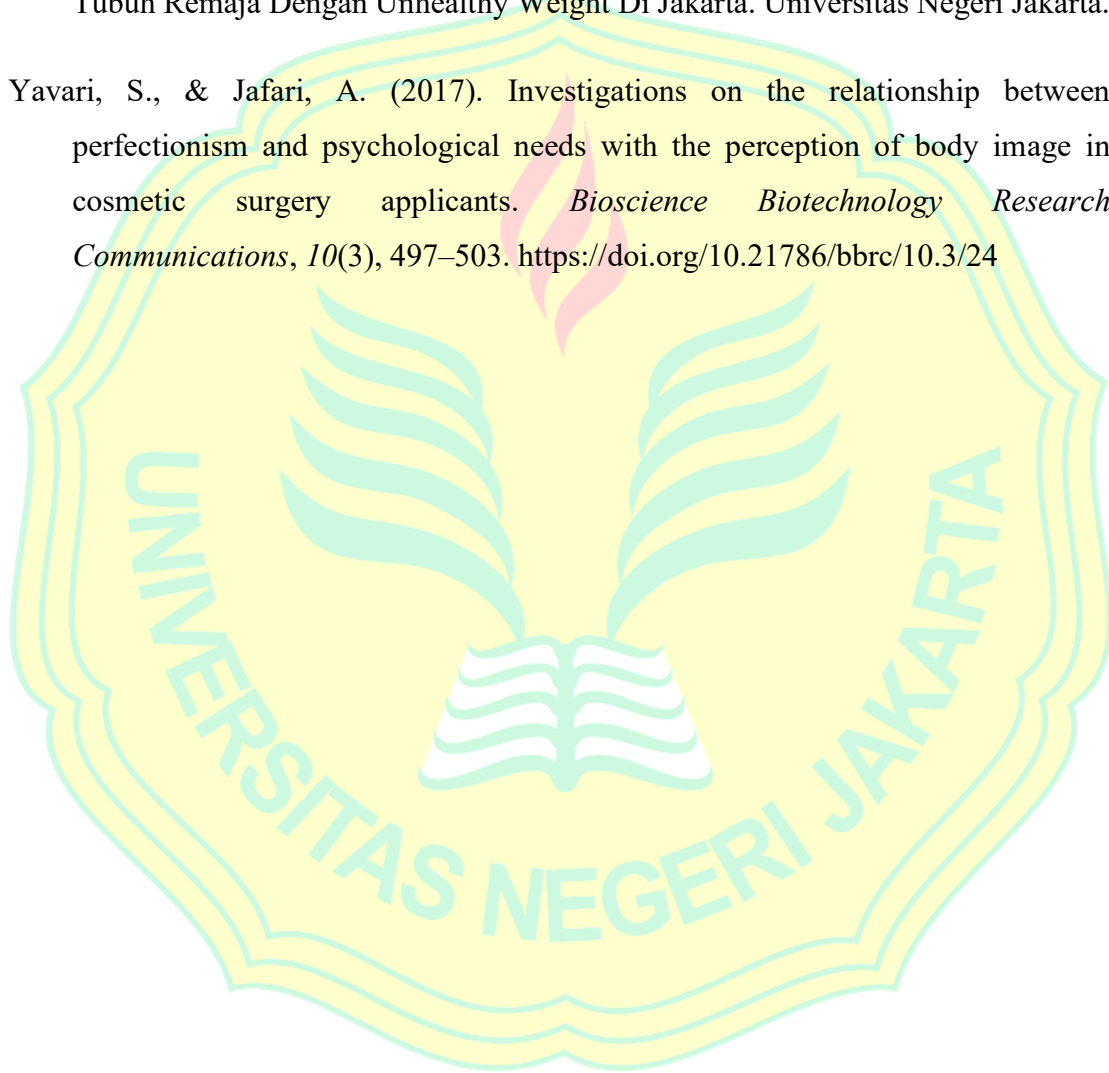 Tubuh Remaja Dengan Unhealthy Weight Di Jakarta. Universitas Negeri Jakarta.
Yavari, S., & Jafari, A. (2017). Investigations on the relationship between
perfectionism and psychological needs with the perception of body image in
cosmetic surgery applicants. Bioscience Biotechnology Research
Communications, 10(3), 497–503. https://doi.org/10.21786/bbrc/10.3/24
UNIVERSITAS NEGERI JAKARTA